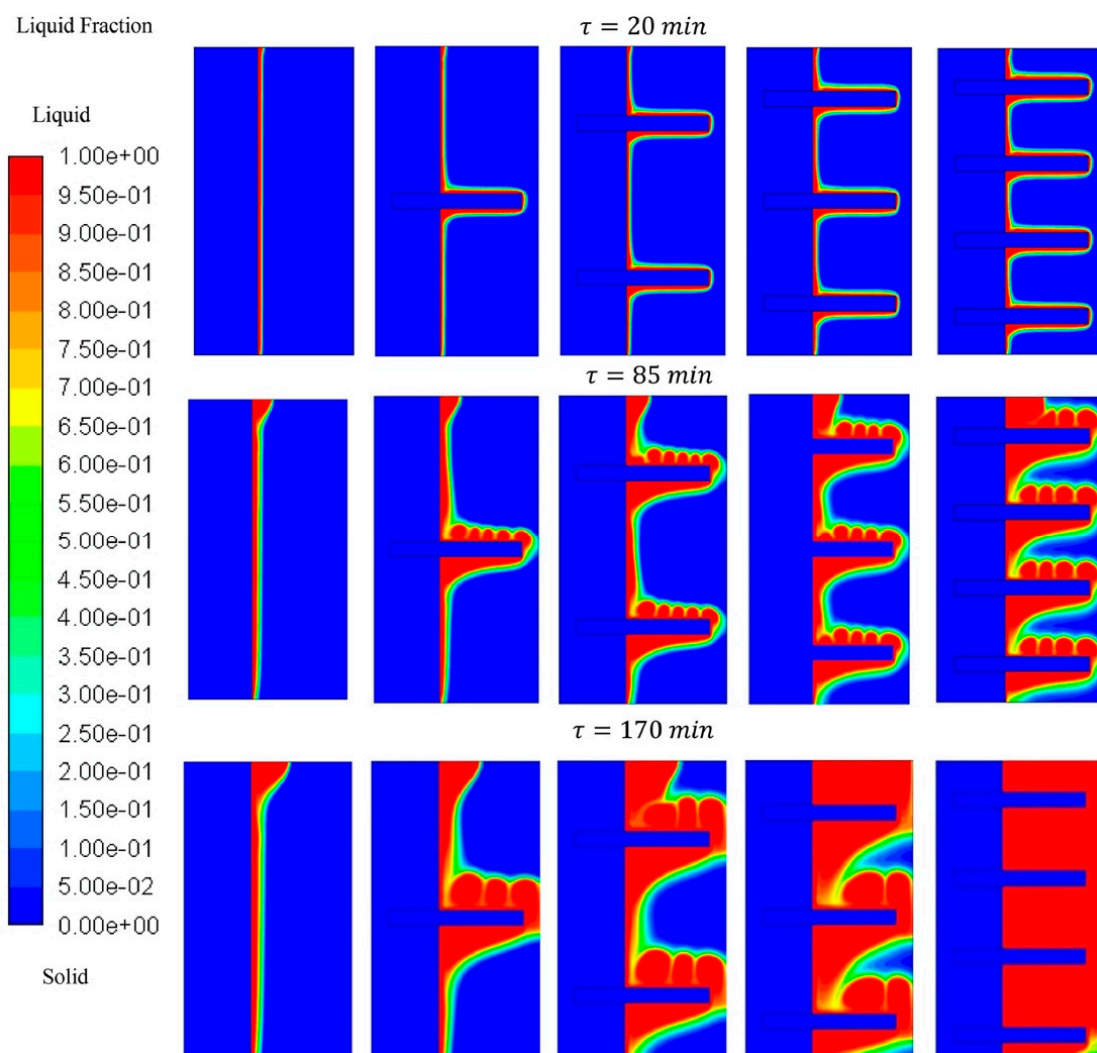 Liquid Fraction
τ = 20 min
Liquid
1.00e+00
9.50e-01
9.00e-01
8.50e-01
8.00e-01
7.50e-01
7.00e-01
6.50e-01
6.00e-01
5.50e-01
5.00e-01
4.50e-01
4.00e-01
3.50e-01
3.00e-01
2.50e-01
2.00e-01
1.50e-01
1.00e-01
5.00e-02
0.00e+00
Solid
τ = 85 min
τ = 170 min